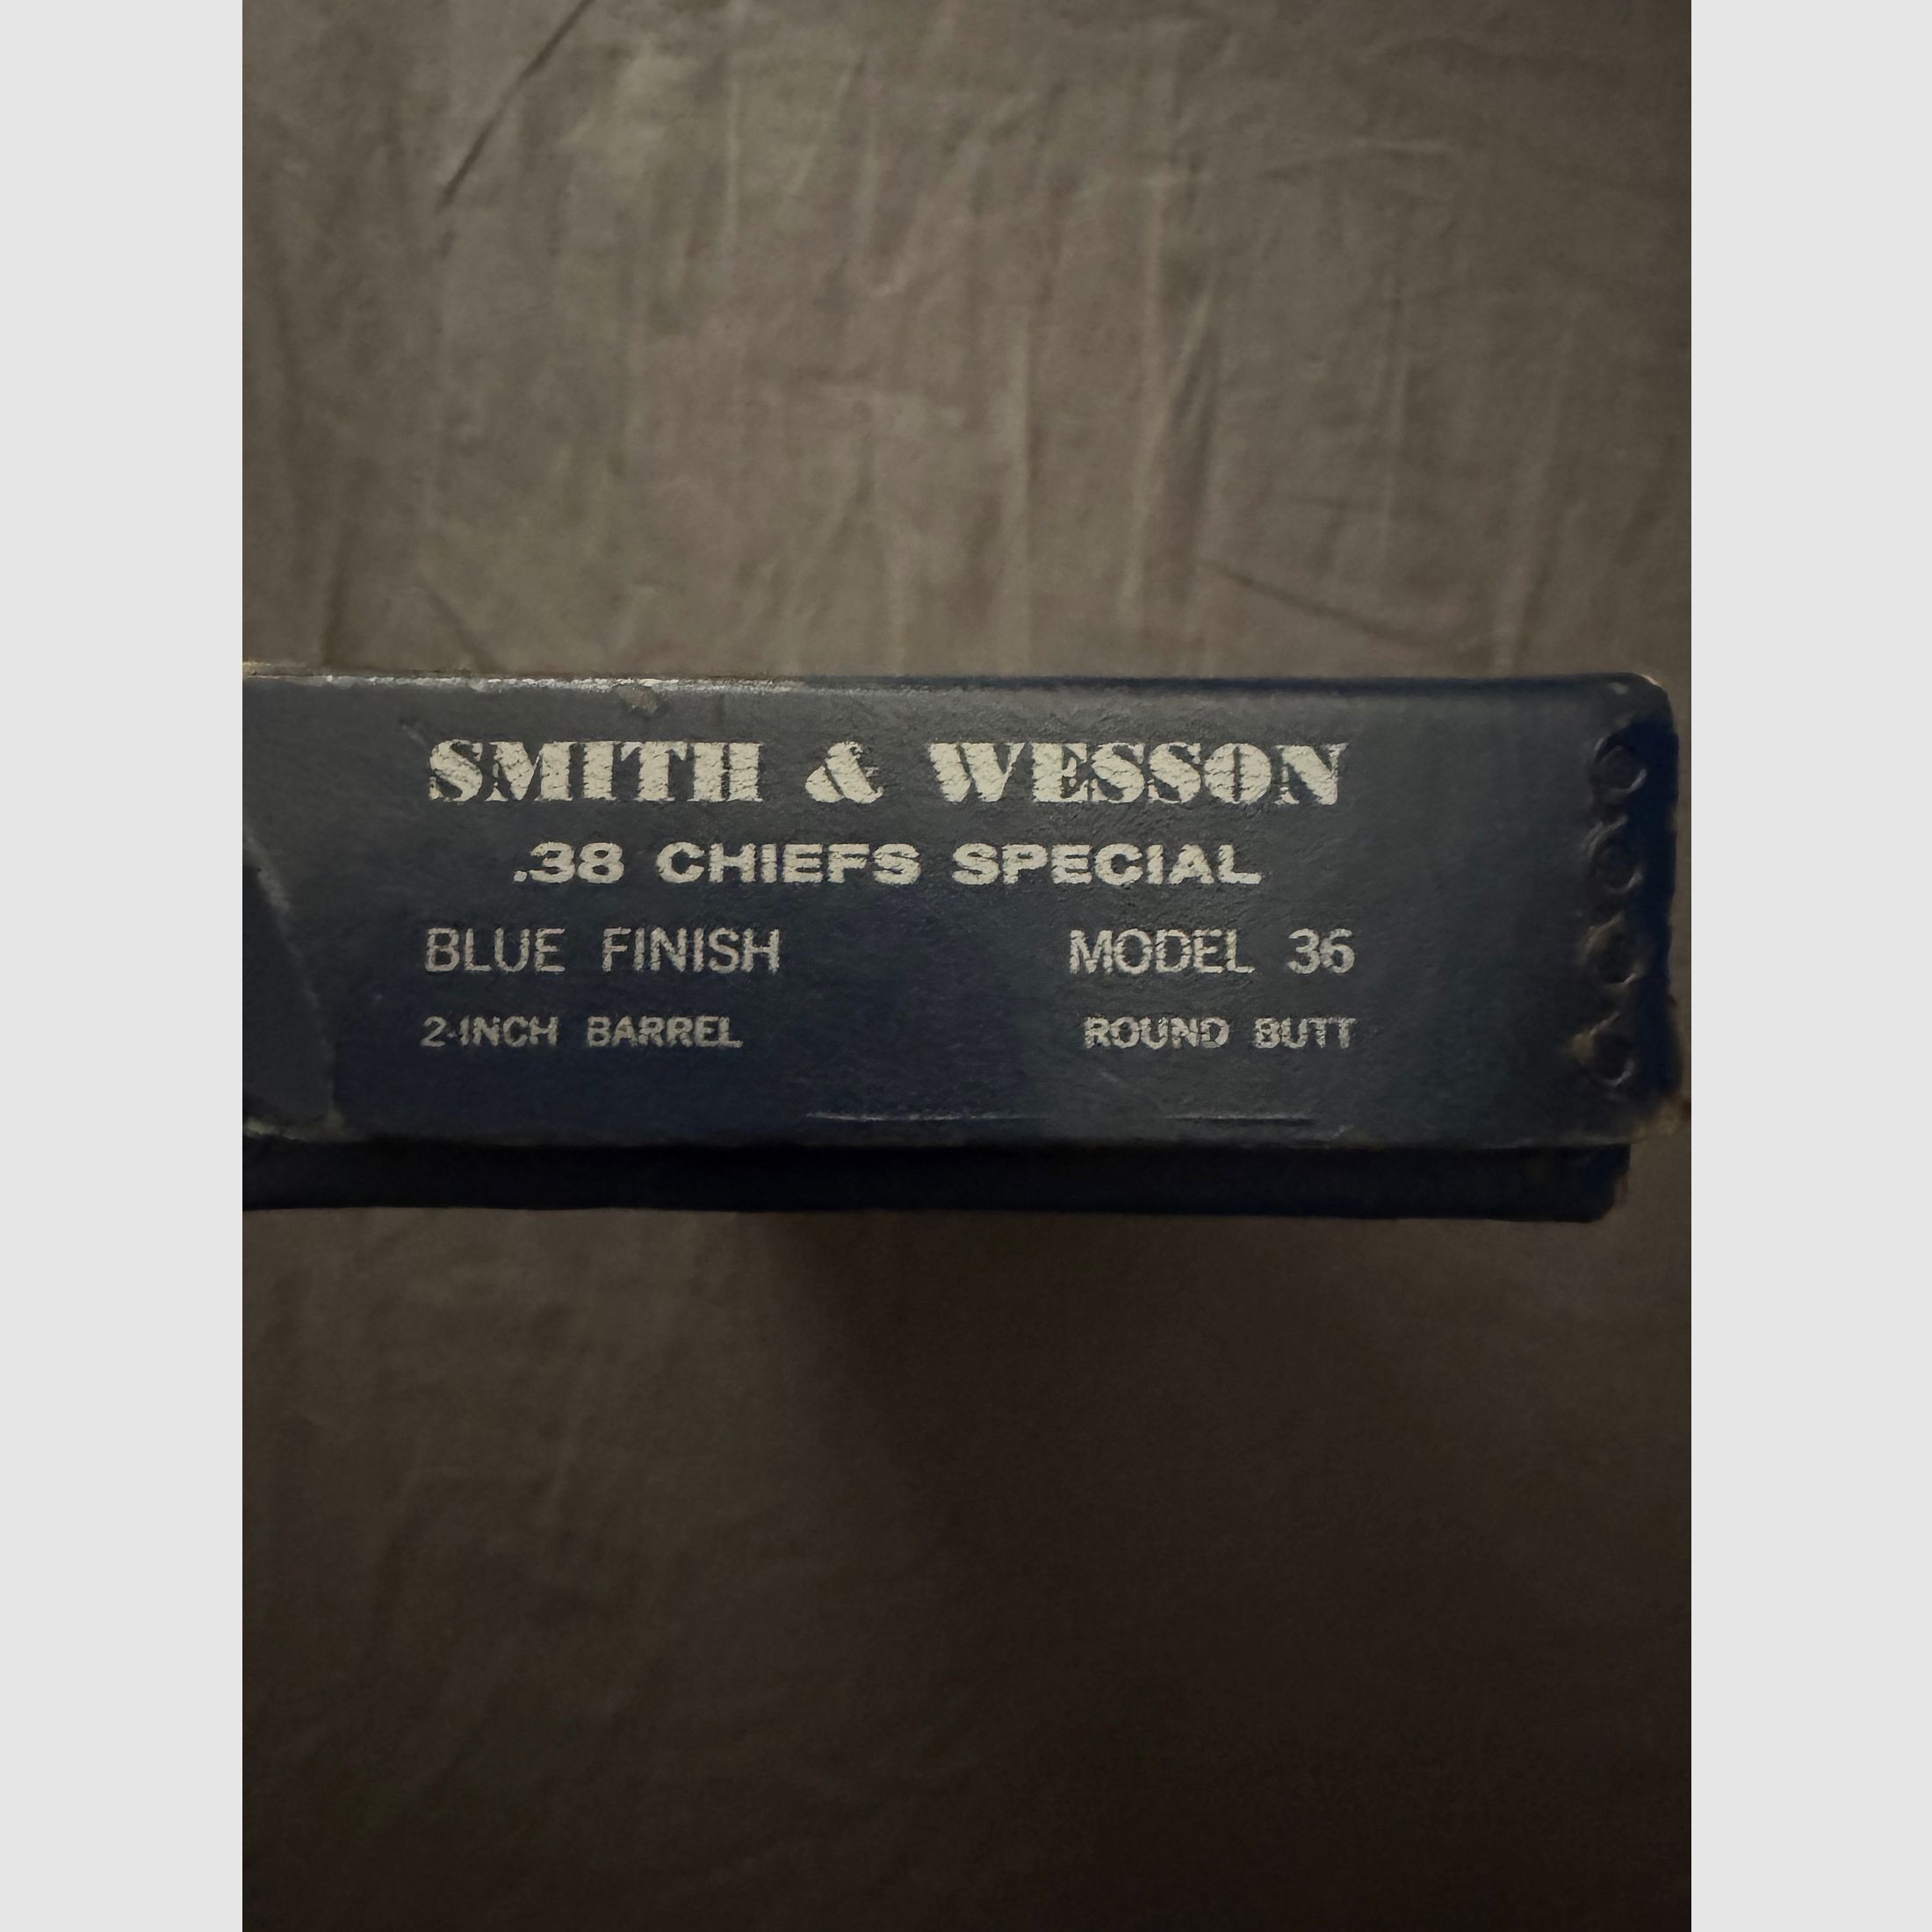 SMITH & WESSON
.38 CHIEFS SPECIAL
BLUE FINISH MODEL 36
2-INCH BARREL ROUND BUTT